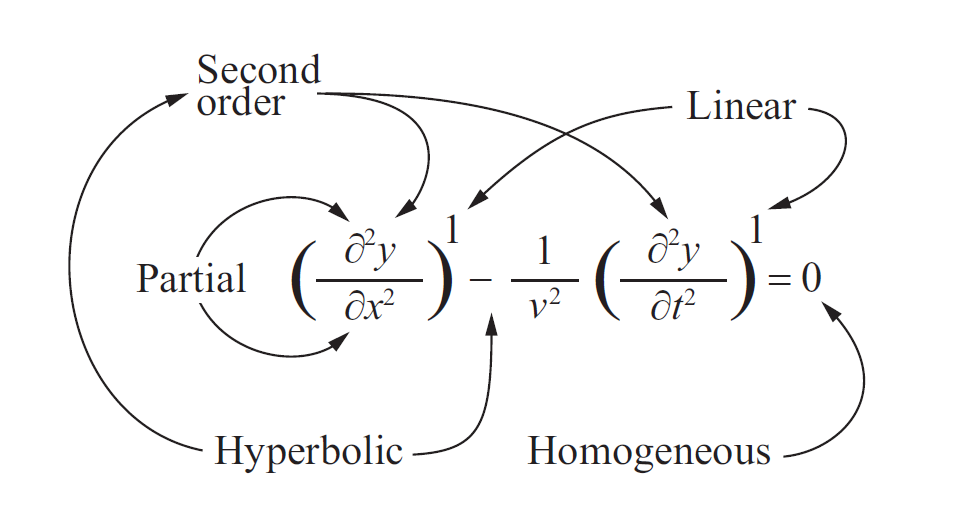 Second
order
Linear
Partial
(∂²y/∂x²)¹ − 1/v² (∂²y/∂t²)¹ = 0
Hyperbolic
Homogeneous